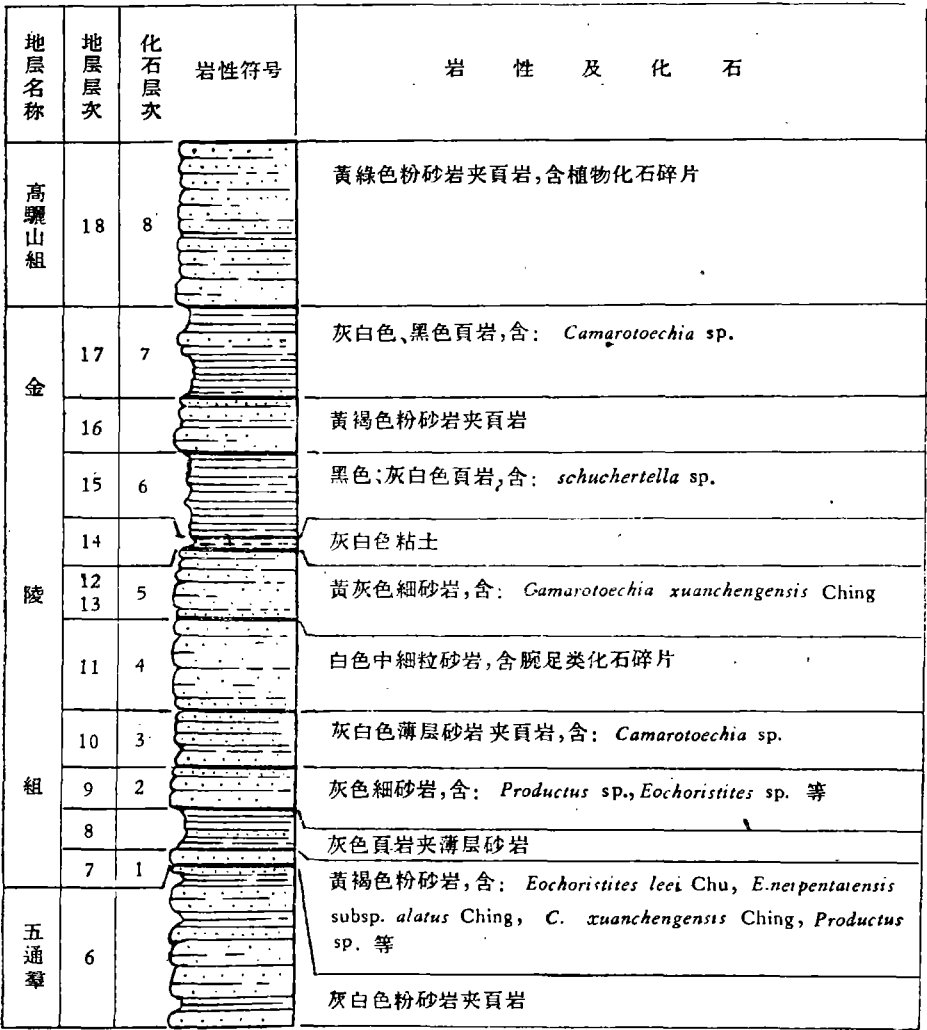 地层名称 地层层次 化石层次 岩性符号 岩性及化石
高驪山組 18 8 黃綠色粉砂岩夹頁岩,含植物化石碎片
金陵組
17 7 灰白色、黑色頁岩,含: Camarotoechia sp.
16 黃褐色粉砂岩夹頁岩
15 6 黑色;灰白色頁岩,含: schuchertella sp.
14 灰白色粘土
12 13 5 黃灰色細砂岩,含: Gamarotoechia xuanchengensis Ching
11 4 白色中細粒砂岩,含腕足类化石碎片
10 3 灰白色薄层砂岩夹頁岩,含: Camarotoechia sp.
9 2 灰色細砂岩,含: Productus sp., Eochoristites sp. 等
8 灰色頁岩夹薄层砂岩
7 1 黃褐色粉砂岩,含: Eochoristites leei Chu,
subsp. alatus Ching, C. xuanchengensis Ching, Productus
sp. 等
五通羣 6 灰白色粉砂岩夹頁岩